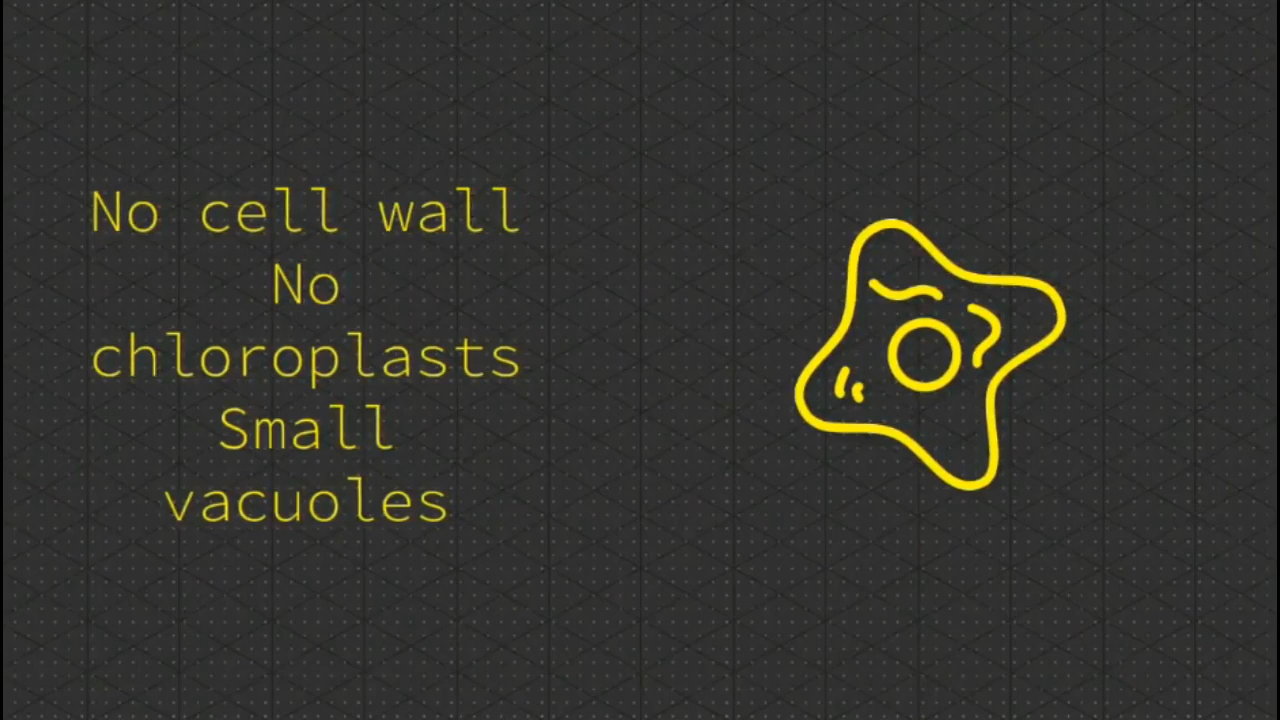 No cell wall
No
chloroplasts
Small
vacuoles